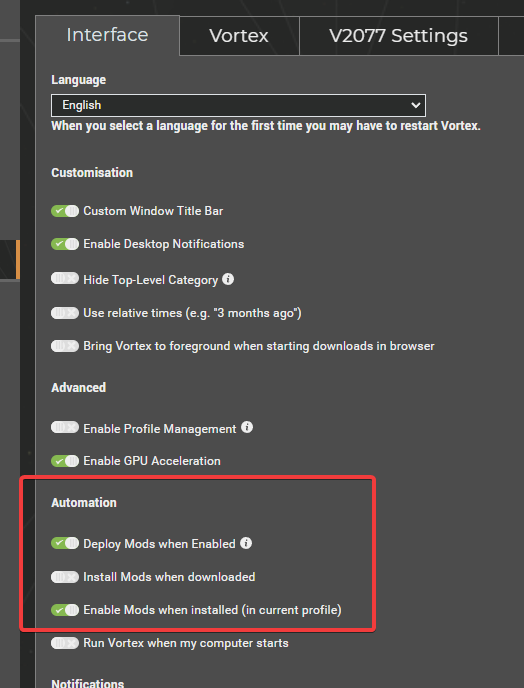 Interface
Vortex
V2077 Settings
Language
English
When you select a language for the first time you may have to restart Vortex.
Customisation
Custom Window Title Bar
Enable Desktop Notifications
Hide Top-Level Category
Use relative times (e.g. "3 months ago")
Bring Vortex to foreground when starting downloads in browser
Advanced
Enable Profile Management
Enable GPU Acceleration
Automation
Deploy Mods when Enabled
Install Mods when downloaded
Enable Mods when installed (in current profile)
Run Vortex when my computer starts
Notifications